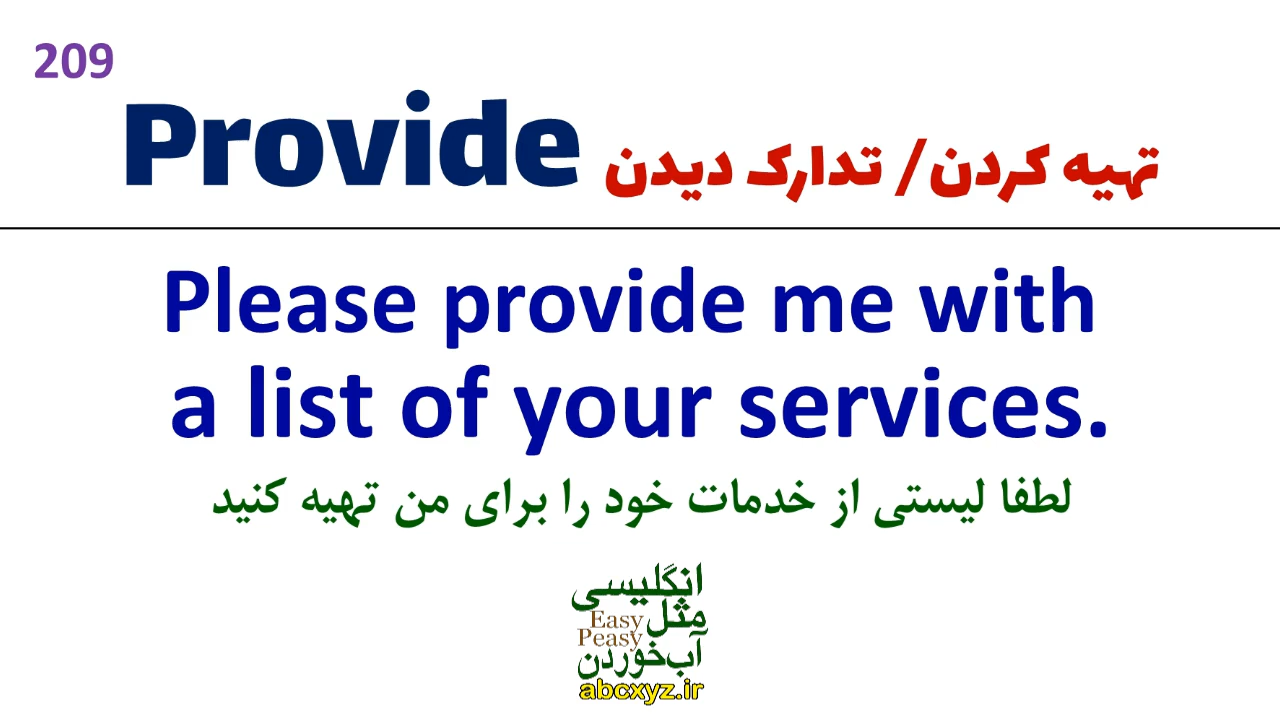 209
Provide تهیه کردن/ تدارک دیدن
Please provide me with
a list of your services.
لطفا لیستی از خدمات خود را برای من تهیه کنید
انگلیسی
مثل Easy
Peasy
آب‌خوردن
abcxyz.ir